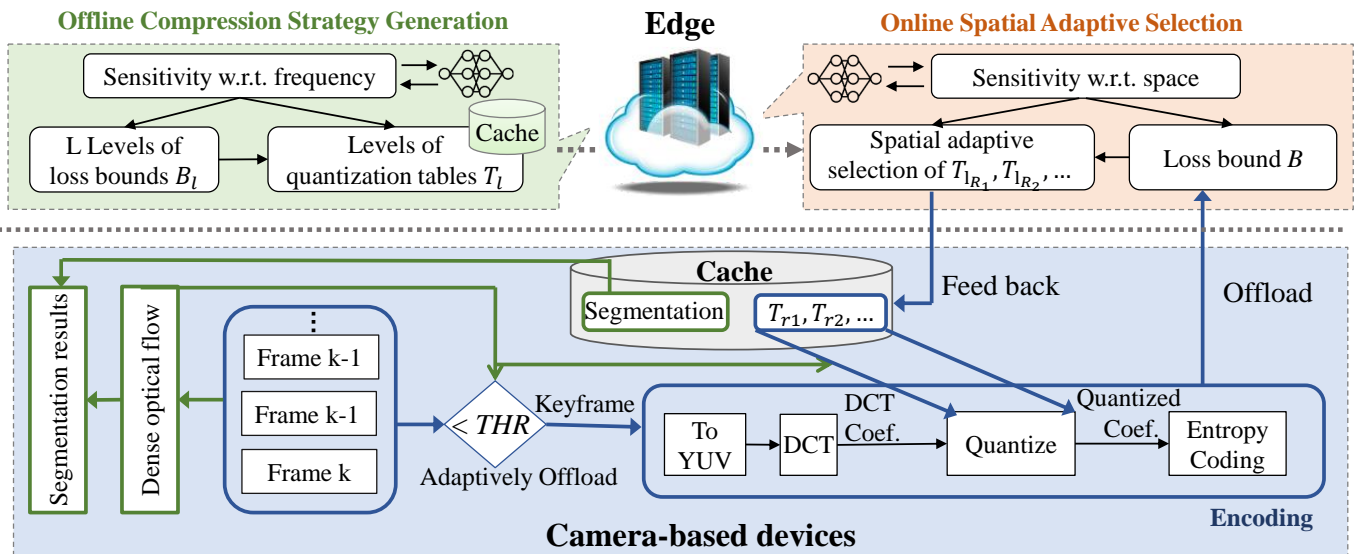 Offline Compression Strategy Generation
Edge
Online Spatial Adaptive Selection
Sensitivity w.r.t. frequency
Cache
L Levels of
loss bounds B_l
Levels of
quantization tables T_l
Sensitivity w.r.t. space
Spatial adaptive
selection of T_{l_{R_1}}, T_{l_{R_2}}, ...
Loss bound B
Cache
Segmentation
T_{r1}, T_{r2}, ...
Feed back
Offload
Segmentation results
Dense optical flow
⋮
Frame k-1
Frame k-1
Frame k
< THR
Adaptively Offload
Keyframe
To
YUV
DCT
DCT
Coef.
Quantize
Quantized
Coef.
Entropy
Coding
Encoding
Camera-based devices